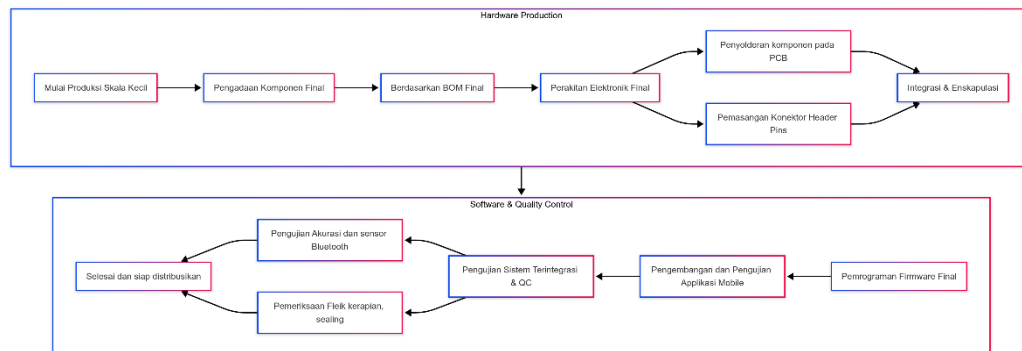 Hardware Production
Mulai Produksi Skala Kecil
Pengadaan Komponen Final
Berdasarkan BOM Final
Perakitan Elektronik Final
Penyolderan komponen pada
PCB
Pemasangan Konektor Header
Pins
Integrasi & Enskapulasi
Software & Quality Control
Pemrograman Firmware Final
Pengembangan dan Pengujian
Applikasi Mobile
Pengujian Sistem Terintegrasi
& QC
Pengujian Akurasi dan sensor
Bluetooth
Pemeriksaan Fleik kerapian,
sealing
Selesai dan siap distribusikan